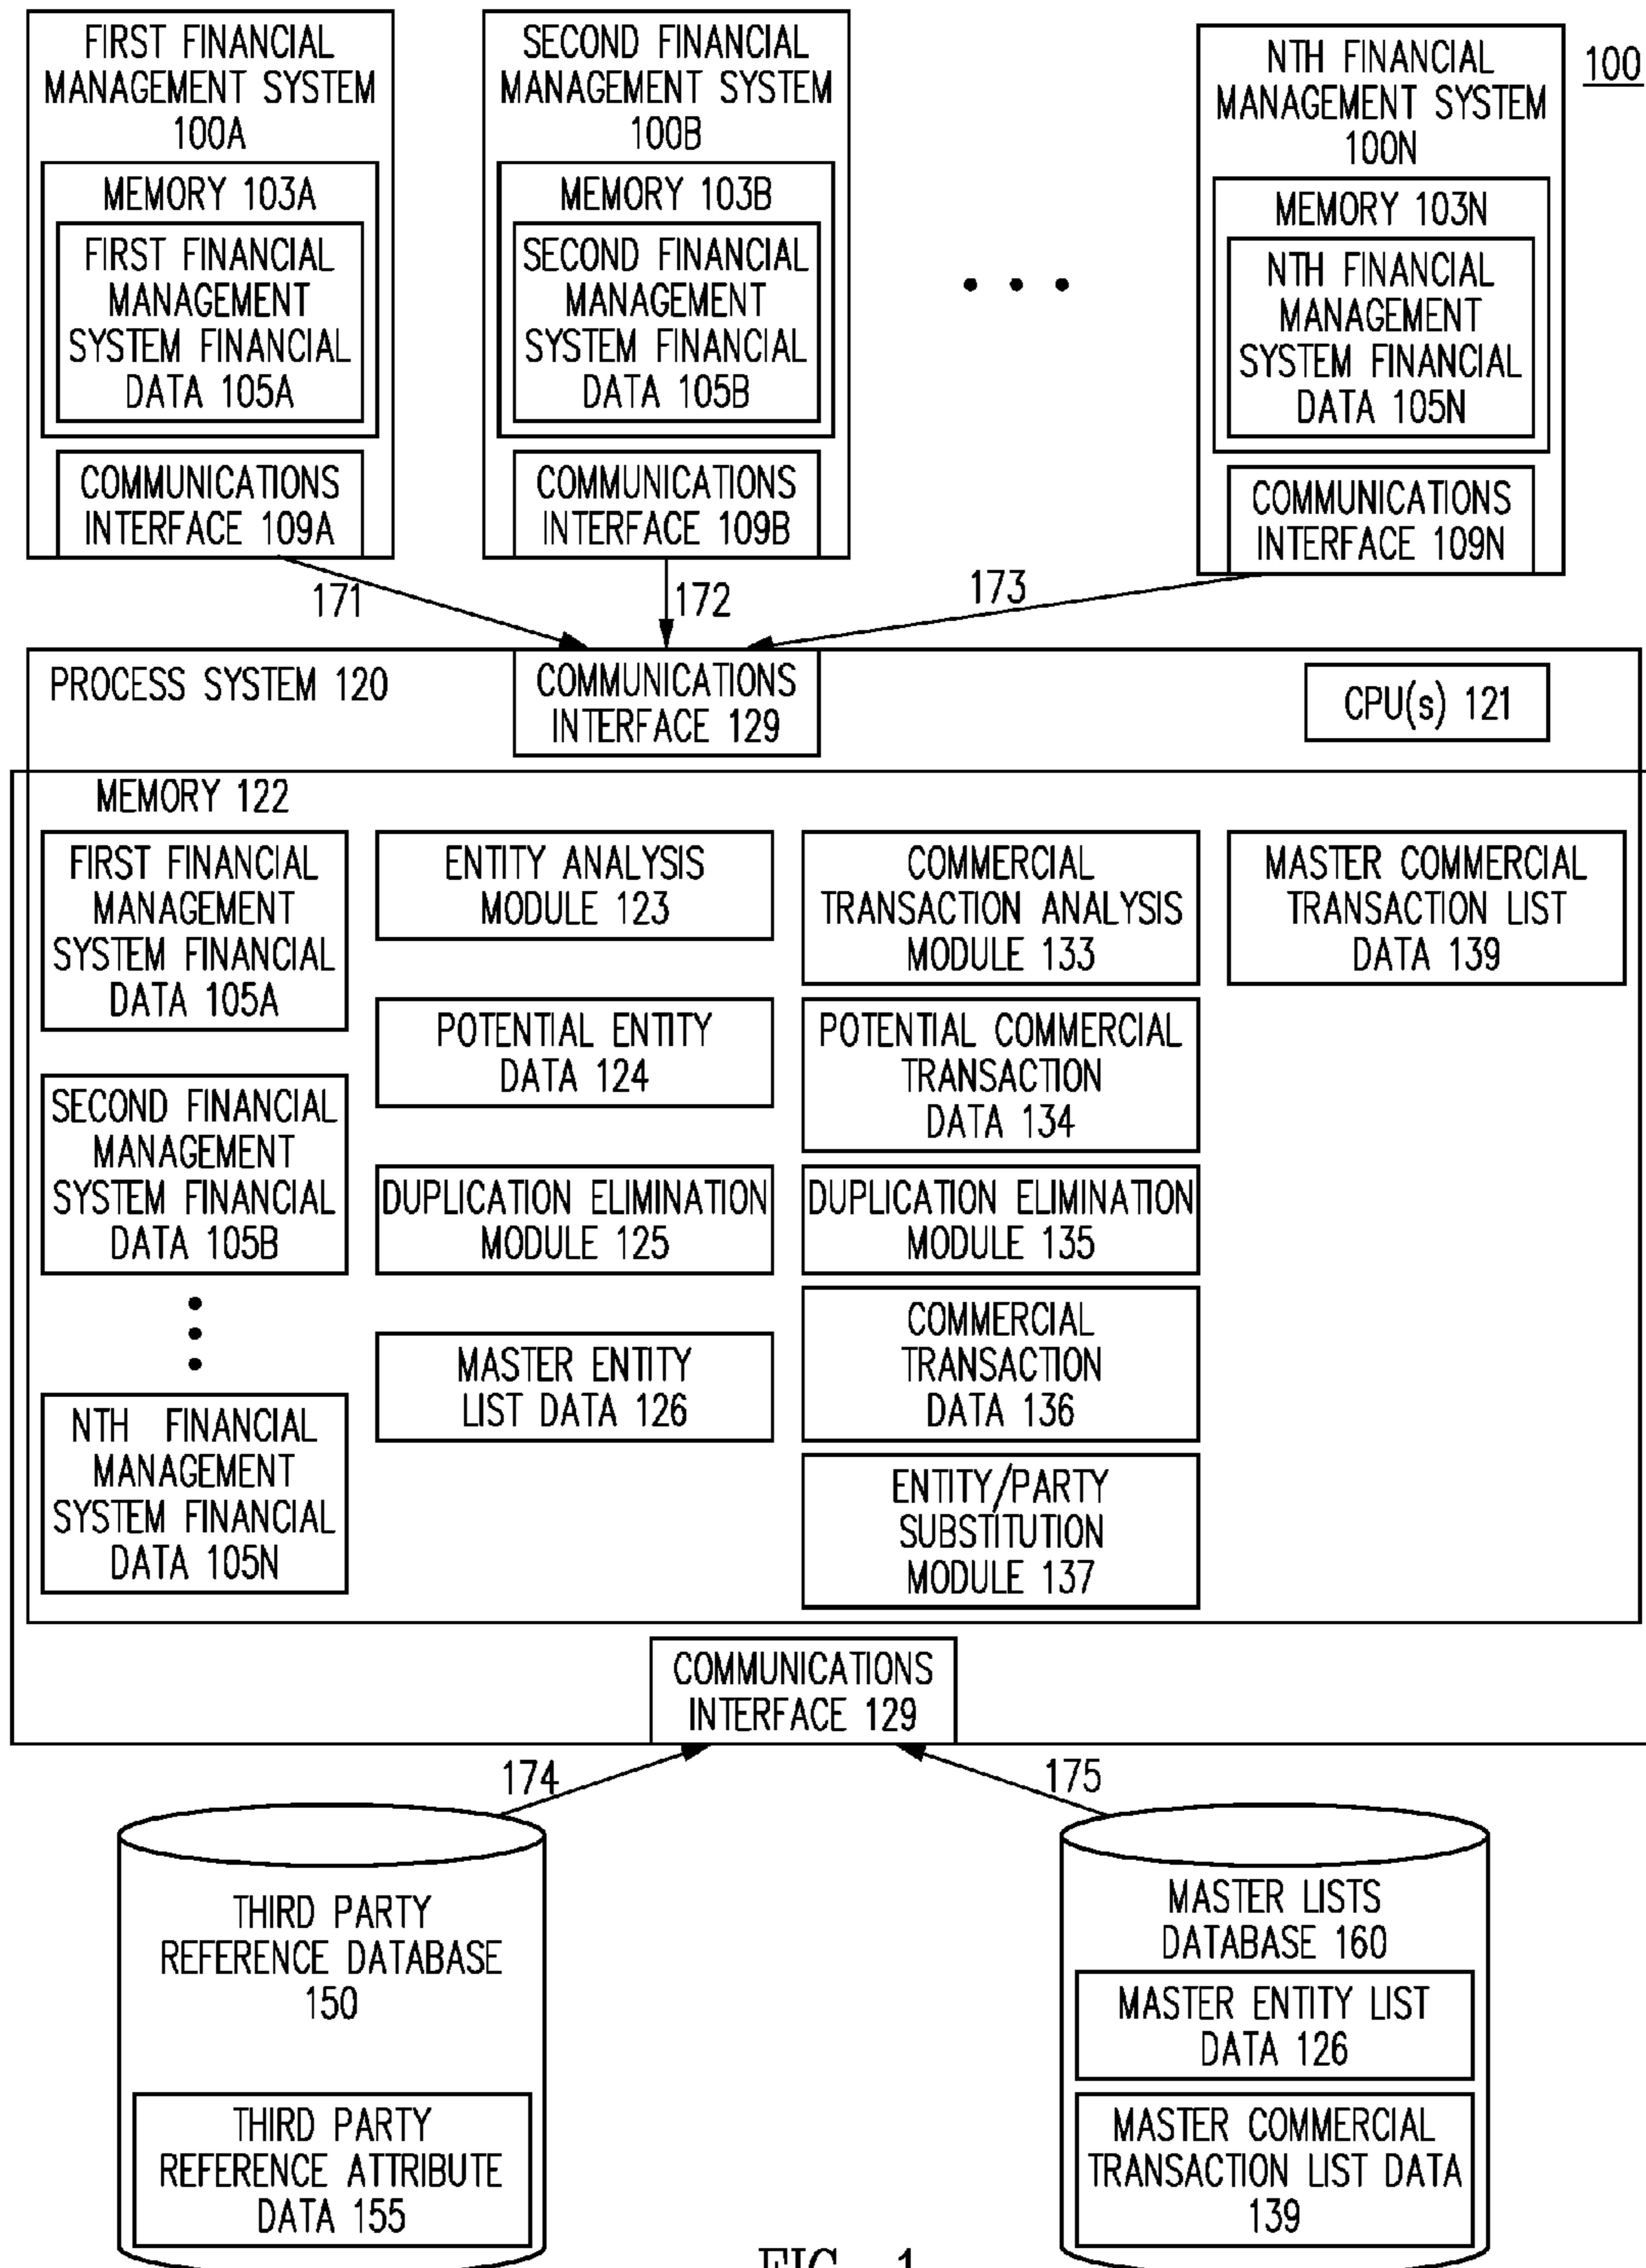 FIRST FINANCIAL
MANAGEMENT SYSTEM
100A
MEMORY 103A
FIRST FINANCIAL
MANAGEMENT
SYSTEM FINANCIAL
DATA 105A
COMMUNICATIONS
INTERFACE 109A
SECOND FINANCIAL
MANAGEMENT SYSTEM
100B
MEMORY 103B
SECOND FINANCIAL
MANAGEMENT
SYSTEM FINANCIAL
DATA 105B
COMMUNICATIONS
INTERFACE 109B
NTH FINANCIAL
MANAGEMENT SYSTEM
100N
MEMORY 103N
NTH FINANCIAL
MANAGEMENT
SYSTEM FINANCIAL
DATA 105N
COMMUNICATIONS
INTERFACE 109N
100
171
172
173
PROCESS SYSTEM 120
COMMUNICATIONS
INTERFACE 129
CPU(s) 121
MEMORY 122
FIRST FINANCIAL
MANAGEMENT
SYSTEM FINANCIAL
DATA 105A
SECOND FINANCIAL
MANAGEMENT
SYSTEM FINANCIAL
DATA 105B
NTH FINANCIAL
MANAGEMENT
SYSTEM FINANCIAL
DATA 105N
ENTITY ANALYSIS
MODULE 123
POTENTIAL ENTITY
DATA 124
DUPLICATION ELIMINATION
MODULE 125
MASTER ENTITY
LIST DATA 126
COMMERCIAL
TRANSACTION ANALYSIS
MODULE 133
POTENTIAL COMMERCIAL
TRANSACTION
DATA 134
DUPLICATION ELIMINATION
MODULE 135
COMMERCIAL
TRANSACTION
DATA 136
ENTITY/PARTY
SUBSTITUTION
MODULE 137
MASTER COMMERCIAL
TRANSACTION LIST
DATA 139
COMMUNICATIONS
INTERFACE 129
174
175
THIRD PARTY
REFERENCE DATABASE
150
THIRD PARTY
REFERENCE ATTRIBUTE
DATA 155
MASTER LISTS
DATABASE 160
MASTER ENTITY LIST
DATA 126
MASTER COMMERCIAL
TRANSACTION LIST DATA
139
FIG. 1